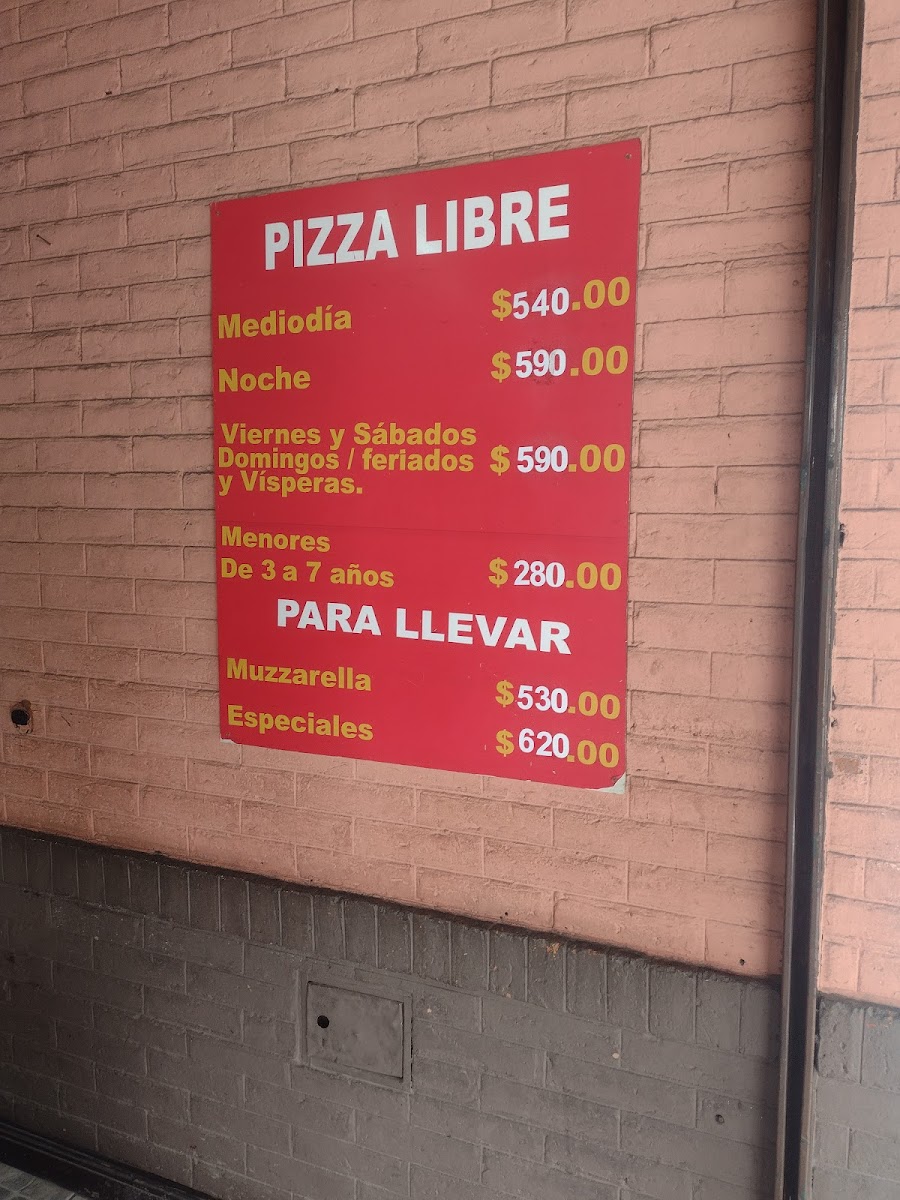 PIZZA LIBRE
Mediodía $540.00
Noche $590.00
Viernes y Sábados
Domingos / feriados $590.00
y Vísperas.
Menores
De 3 a 7 años $280.00
PARA LLEVAR
Muzzarella $530.00
Especiales $620.00